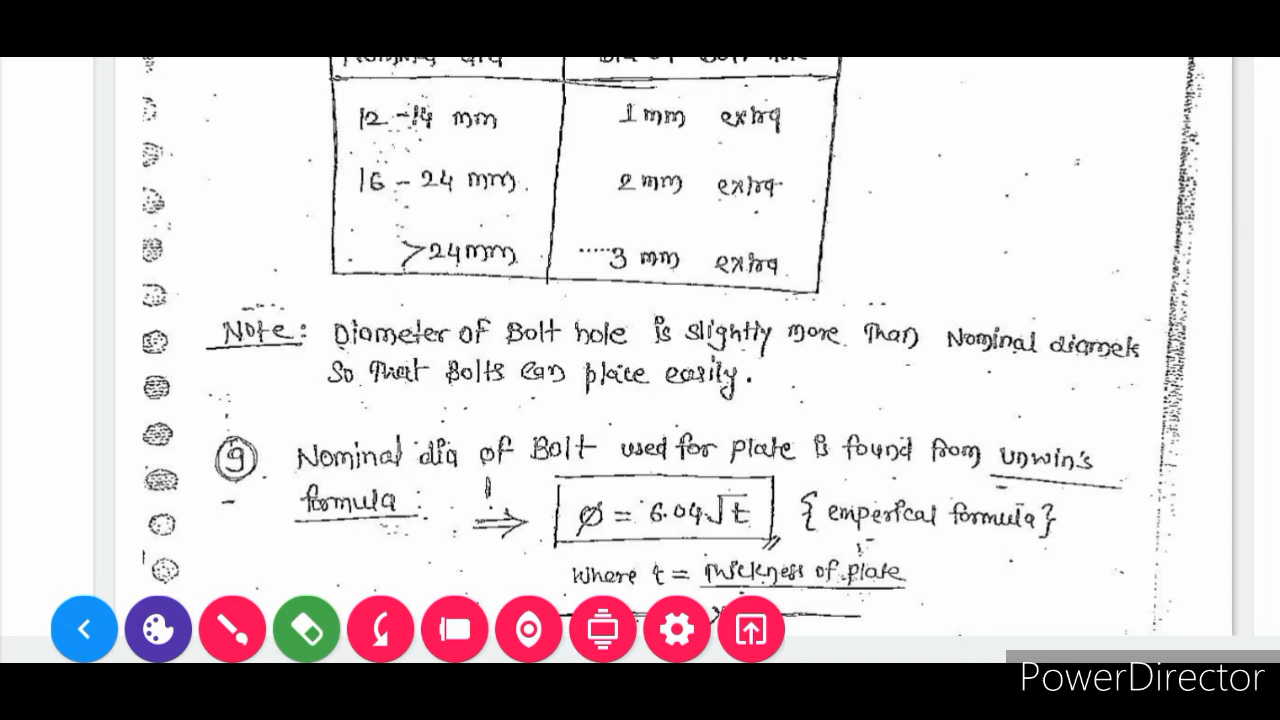 12 - 14 mm 1 mm extra
16 - 24 mm. 2 mm extra
>24mm 3 mm extra
Note: Diameter of Bolt hole is slightly more Than Nominal
So That Bolts can place easily.
9 Nominal dia of Bolt used for plate is found from unwin's
formula : ⇒ φ = 6.04√t {emperical formula}
Where t = Thickness of plate
PowerDirector